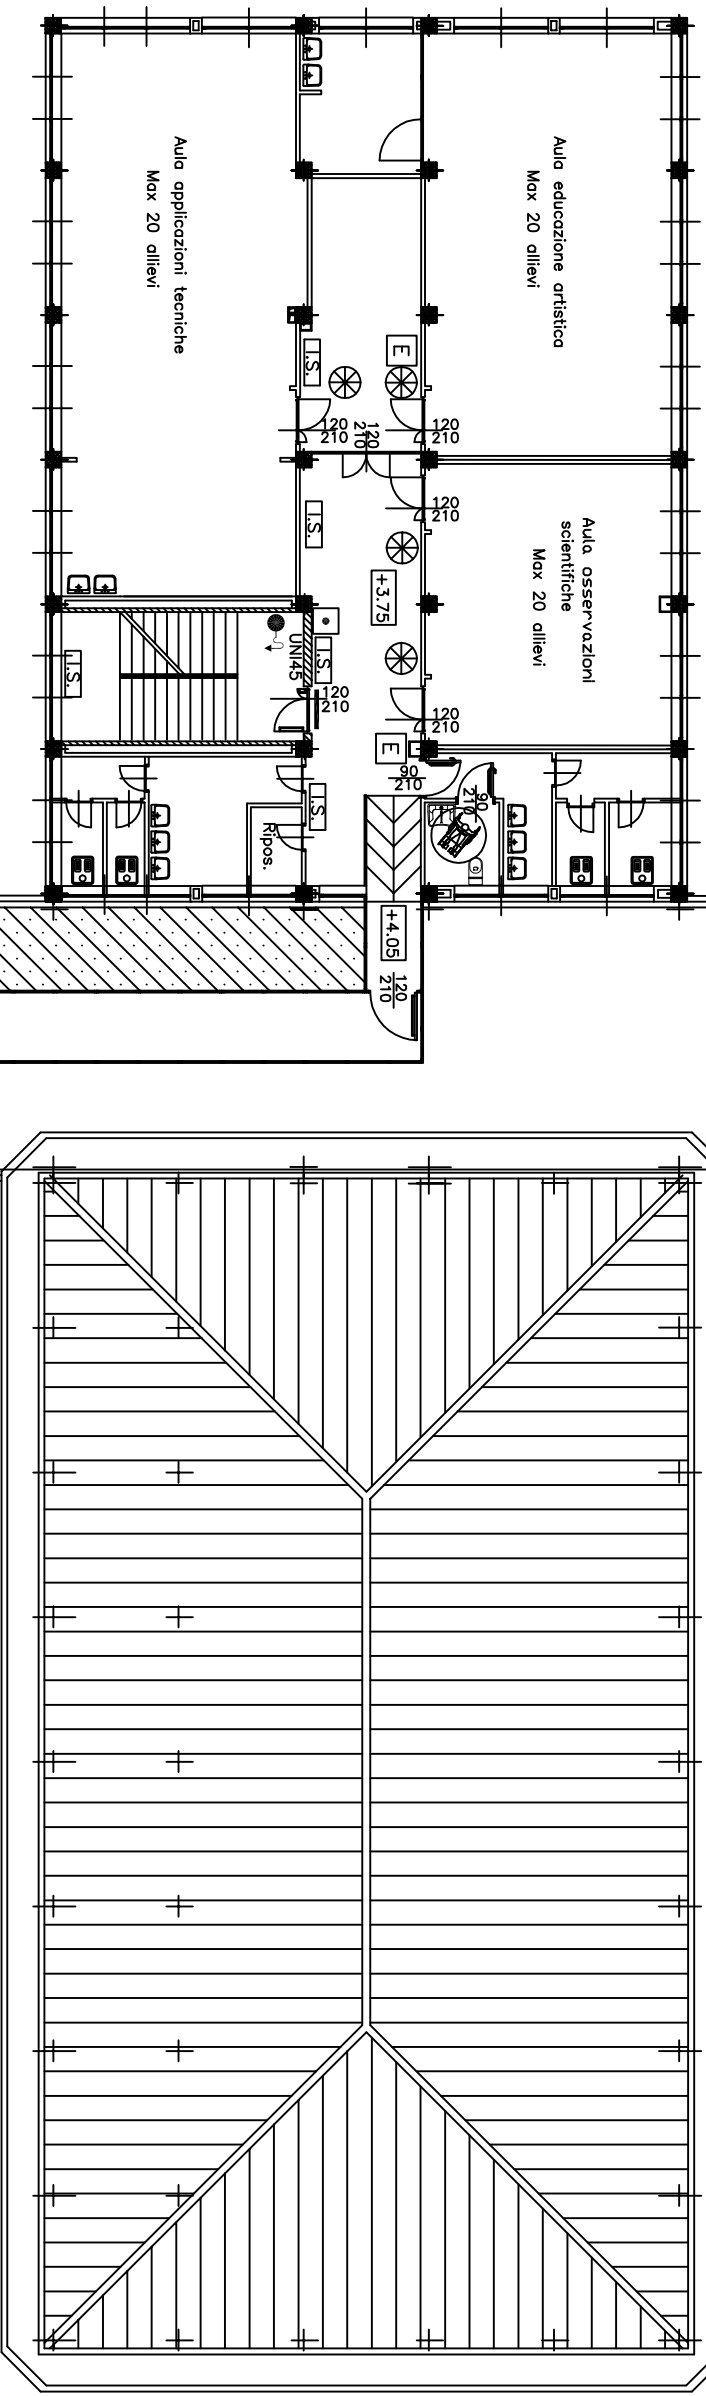 Aula educazione artistica
Max 20 allievi
Aula osservazioni
scientifiche
Max 20 allievi
Aula applicazioni tecniche
Max 20 allievi
E
I.S.
120
210
120
210
120
210
120
210
I.S.
+3.75
UNI45
I.S.
I.S.
120
210
120
210
E
90
210
90
210
I.S.
Ripos.
+4.05
120
210